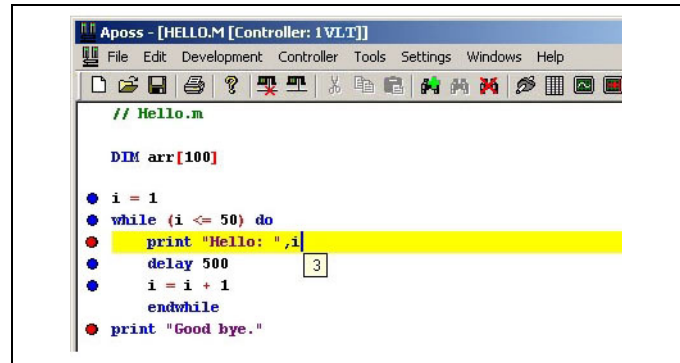 Aposs - [HELLO.M [Controller: 1 VLT]]
File Edit Development Controller Tools Settings Windows Help
// Hello.m
DIM arr[100]
i = 1
while (i <= 50) do
print "Hello: ",i
delay 500
3
i = i + 1
endwhile
print "Good bye."